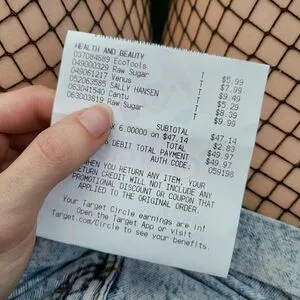 HEALTH AND BEAUTY
037084689 EcoTools T $5.99
049000329 Raw Sugar T $7.99
049061217 Venus T $9.49
052063585 SALLY HANSEN T $5.29
063041540 Cantu T $8.39
063003819 Raw Sugar T $9.99
SUBTOTAL $47.14
X 6.0000% on $47.14 $2.83
TOTAL $49.97
DEBIT TOTAL PAYMENT $49.97
AUTH CODE: 059198
WHEN YOU RETURN ANY ITEM, YOUR
RETURN CREDIT WILL NOT INCLUDE ANY
PROMOTIONAL DISCOUNT OR COUPON THAT
APPLIED TO THE ORIGINAL ORDER.
Your Target Circle earnings are in!
Open the Target App or visit
Target.com/Circle to see your benefits.